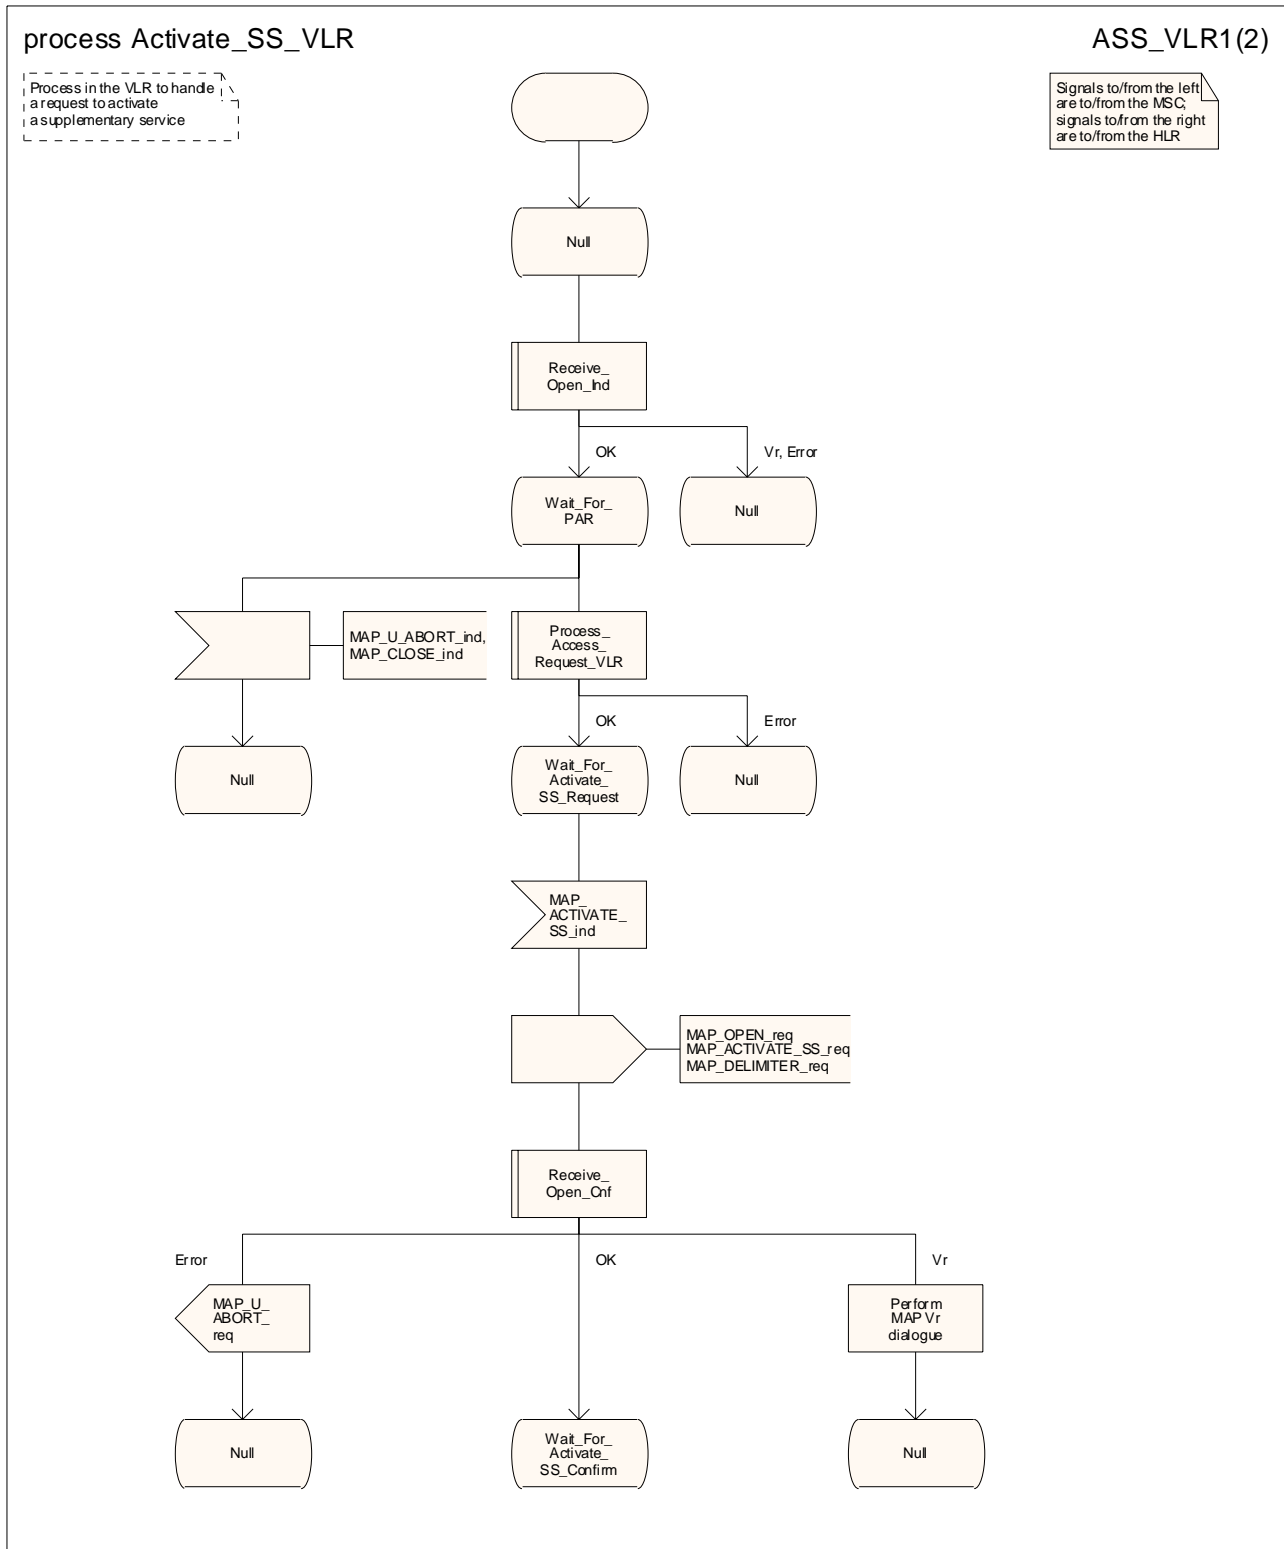 process Activate_SS_VLR
ASS_VLR1(2)
Process in the VLR to handle
a request to activate
a supplementary service
Signals to/from the left
are to/from the MSC;
signals to/from the right
are to/from the HLR
Null
Receive_
Open_Ind
OK
Vr, Error
Wait_For_
PAR
Null
MAP_U_ABORT_ind,
MAP_CLOSE_ind
Process_
Access_
Request_VLR
OK
Error
Null
Wait_For_
Activate_
SS_Request
Null
MAP_
ACTIVATE_
SS_ind
MAP_OPEN_req
MAP_ACTIVATE_SS_req
MAP_DELIMITER_req
Receive_
Open_Cnf
Error
OK
Vr
MAP_U_
ABORT_
req
Perform
MAP Vr
dialogue
Null
Wait_For_
Activate_
SS_Confirm
Null